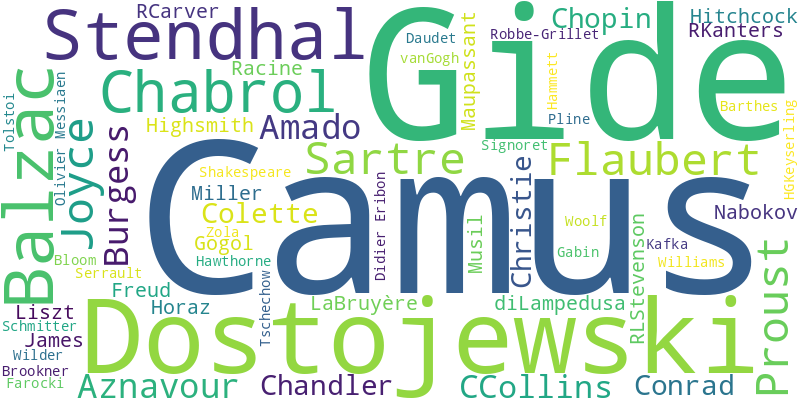 RCarver
Stendhal
Gide
Daudet
Robbe-Grillet
Chopin
Hitchcock
RKanters
vanGogh
Racine
Maupassant
Hammett
Barthes
Tolstoi
Messiaen
Olivier
Balzac
Joyce
Chabrol
Highsmith
Amado
Pline
HGKeyserling
Burgess
Sartre
Signoret
Flaubert
Shakespeare
Camus
Miller
Colette
Zola
Gogol
Hawthorne
Didier Eribon
Musil
Christie
Woolf
Gabin
Kafka
Williams
Nabokov
Bloom
Serrault
Freud
Horaz
Tschechow
LaBruyère
diLampedusa
RLStevenson
Proust
Liszt
Schmitter
James
Wilder
Brookner
Farocki
Dostojewski
Aznavour
Chandler
CCollins
Conrad